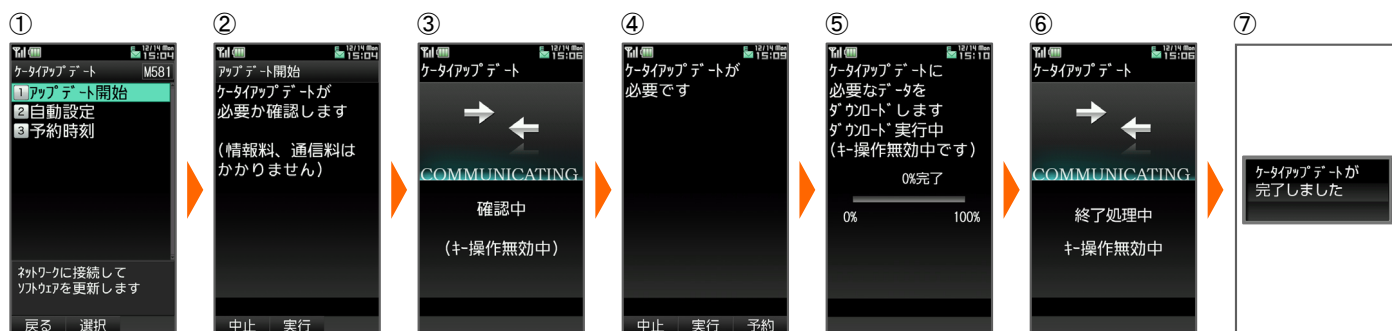 ①
12/14 Mon
15:04
ケータイアップデート M581
1 アップデート開始
2 自動設定
3 予約時刻
ネットワークに接続して
ソフトウェアを更新します
戻る 選択
②
12/14 Mon
15:04
アップデート開始
ケータイアップデートが
必要か確認します
(情報料、通信料は
かかりません)
中止 実行
③
12/14 Mon
15:06
ケータイアップデート
COMMUNICATING
確認中
(キー操作無効中)
④
12/14 Mon
15:09
ケータイアップデートが
必要です
中止 実行 予約
⑤
12/14 Mon
15:10
ケータイアップデートに
必要なデータを
ダウンロードします
ダウンロード実行中
(キー操作無効中です)
0%完了
0% 100%
⑥
12/14 Mon
15:06
ケータイアップデート
COMMUNICATING
終了処理中
キー操作無効中
⑦
ケータイアップデートが
完了しました